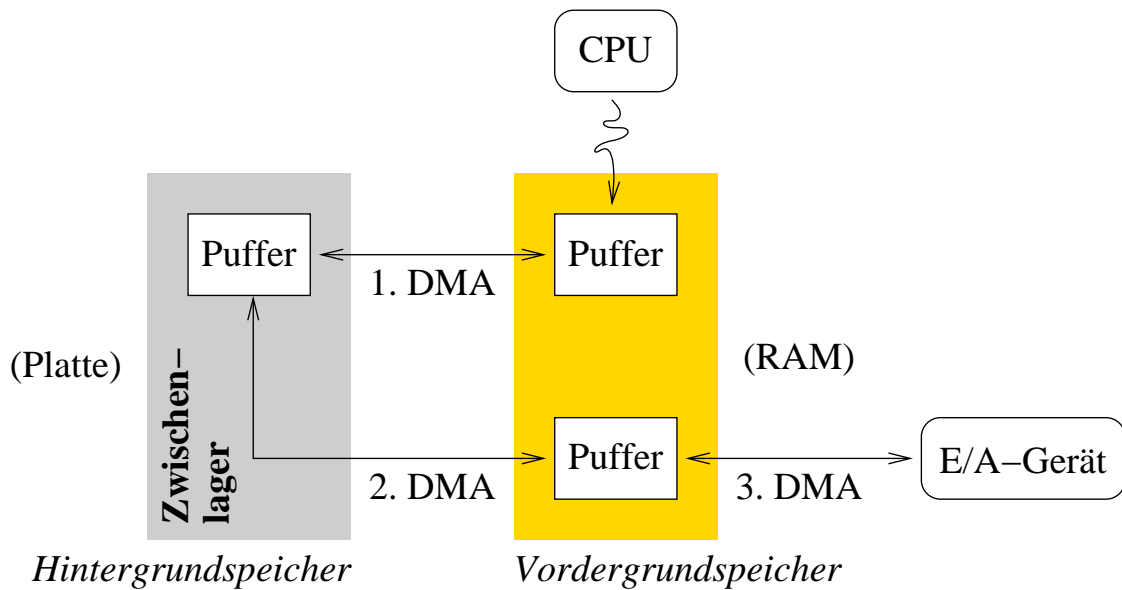 CPU
Puffer
Puffer
1. DMA
(Platte)
Zwischen–
lager
(RAM)
Puffer
E/A–Gerät
2. DMA
3. DMA
Hintergrundspeicher
Vordergrundspeicher